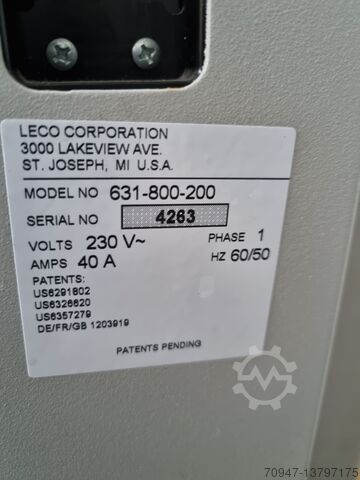 LECO CORPORATION
3000 LAKEVIEW AVE.
ST. JOSEPH, MI U.S.A.
MODEL NO 631-800-200
SERIAL NO 4263
VOLTS 230 V~ PHASE 1
AMPS 40 A HZ 60/50
PATENTS:
US6291802
US6326620
US6357279
DE/FR/GB 1203919
PATENTS PENDING
70947-13797175